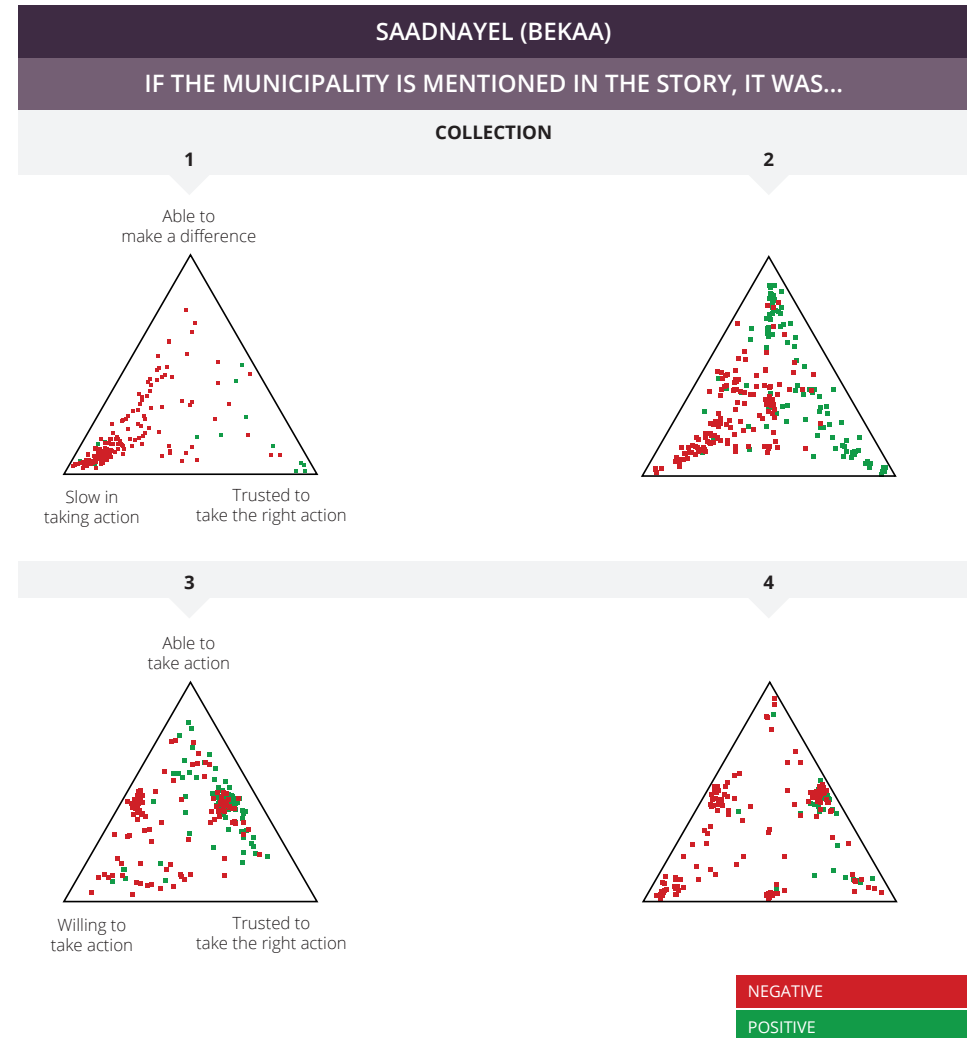 SAADNAYEL (BEKAA)
IF THE MUNICIPALITY IS MENTIONED IN THE STORY, IT WAS...
COLLECTION
1
2
Able to
make a difference
Slow in
taking action
Trusted to
take the right action
3
4
Able to
take action
Willing to
take action
Trusted to
take the right action
NEGATIVE
POSITIVE